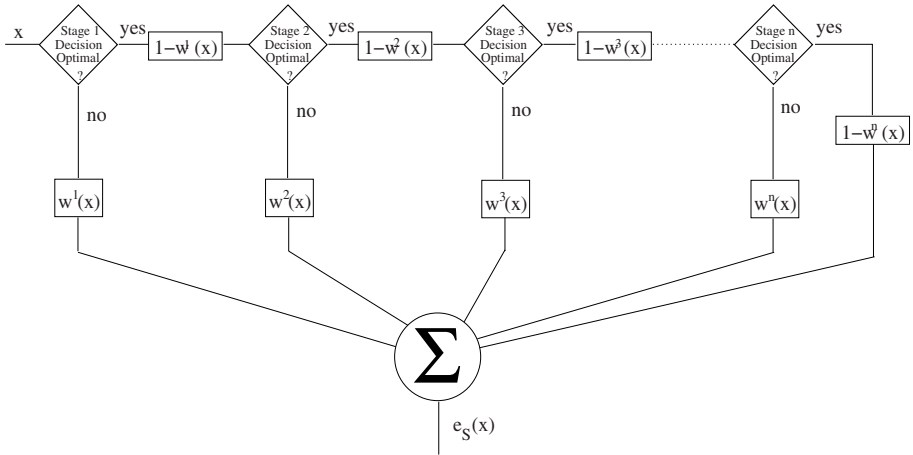 x
Stage 1
Decision
Optimal
?
yes
1-w¹(x)
Stage 2
Decision
Optimal
?
yes
1-w²(x)
Stage 3
Decision
Optimal
?
yes
1-w³(x)
Stage n
Decision
Optimal
?
yes
no
no
no
no
1-wⁿ(x)
w¹(x)
w²(x)
w³(x)
wⁿ(x)
Σ
e_S(x)